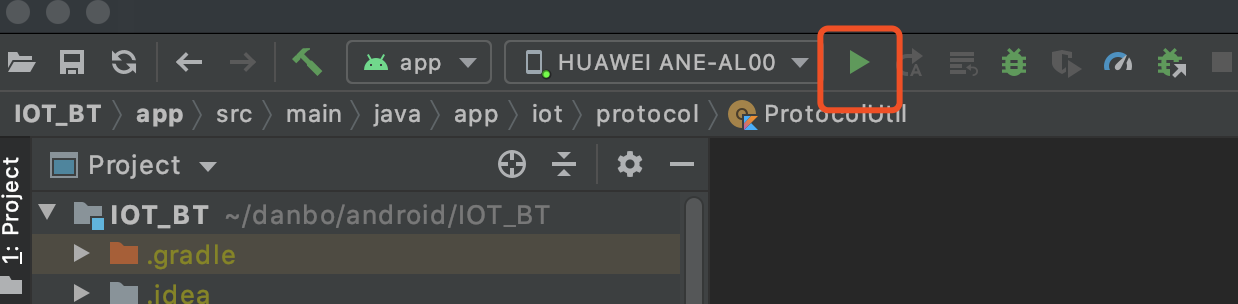 app HUAWEI ANE-AL00
IOT_BT app src main java app iot protocol ProtocolUtil
1: Project
Project
IOT_BT ~/danbo/android/IOT_BT
.gradle
.idea